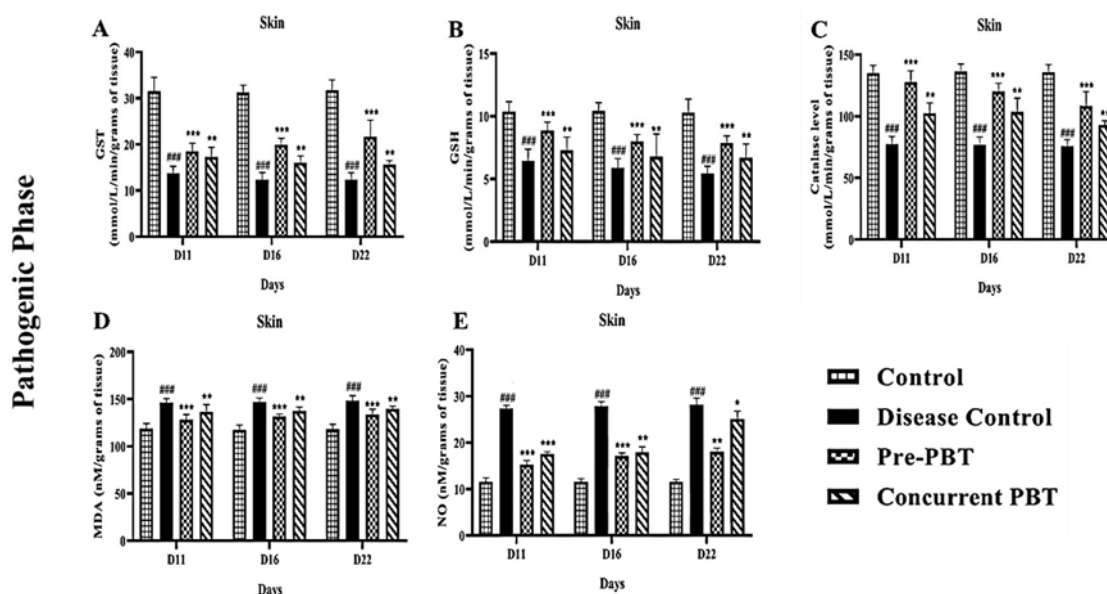 Pathogenic Phase
A
Skin
GST
(mmol/L/min/grams of tissue)
40
30
20
10
0
###
***
**
###
***
**
###
***
**
D11
D16
D22
Days
B
Skin
GSH
(mmol/L/min/grams of tissue)
15
10
5
0
###
***
**
###
***
**
###
***
**
D11
D16
D22
Days
C
Skin
Catalase level
(mmol/L/min/grams of tissue)
150
100
50
0
###
***
**
###
***
**
###
***
**
D11
D16
D22
Days
D
Skin
MDA (nM/grams of tissue)
200
150
100
50
0
###
***
**
###
***
**
###
***
**
D11
D16
D22
Days
E
Skin
NO (nM/grams of tissue)
40
30
20
10
0
###
***
***
###
***
**
###
**
*
D11
D16
D22
Days
Control
Disease Control
Pre-PBT
Concurrent PBT